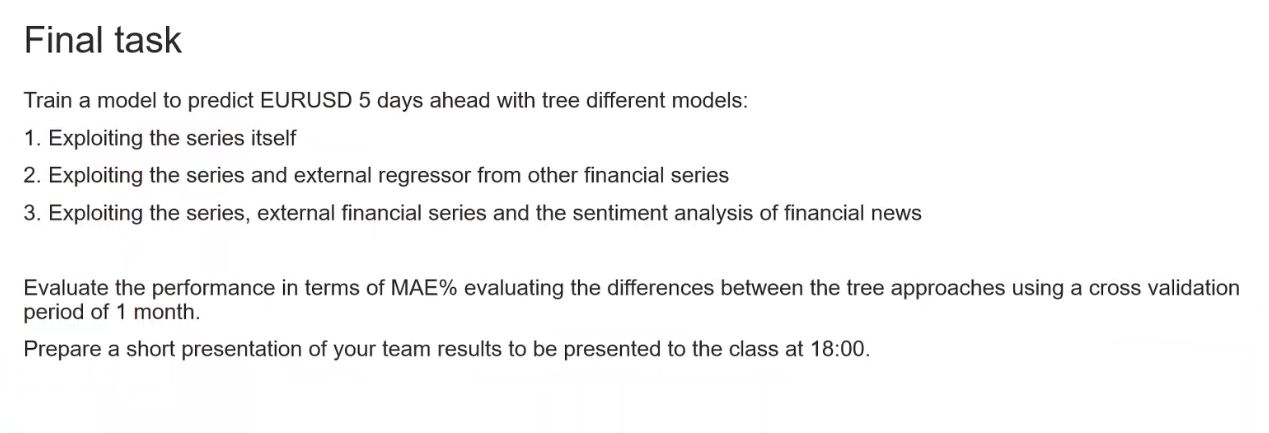 Final task
Train a model to predict EURUSD 5 days ahead with tree different models:
1. Exploiting the series itself
2. Exploiting the series and external regressor from other financial series
3. Exploiting the series, external financial series and the sentiment analysis of financial news
Evaluate the performance in terms of MAE% evaluating the differences between the tree approaches using a cross validation
period of 1 month.
Prepare a short presentation of your team results to be presented to the class at 18:00.